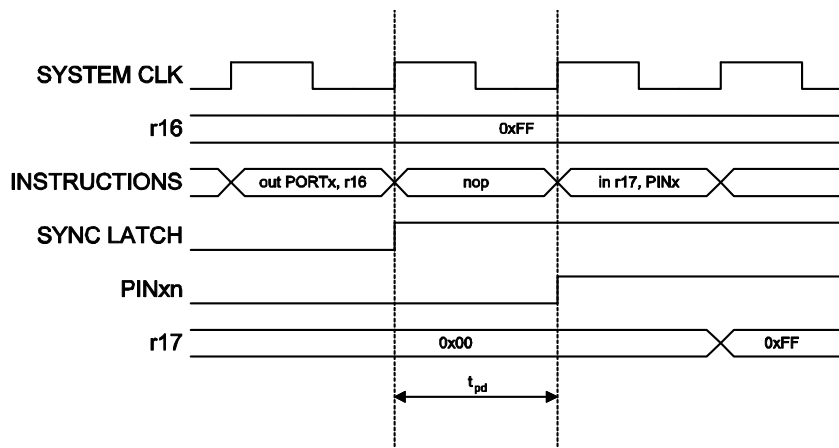 SYSTEM CLK
r16
0xFF
INSTRUCTIONS
out PORTx, r16
nop
in r17, PINx
SYNC LATCH
PINxn
r17
0x00
0xFF
tpd